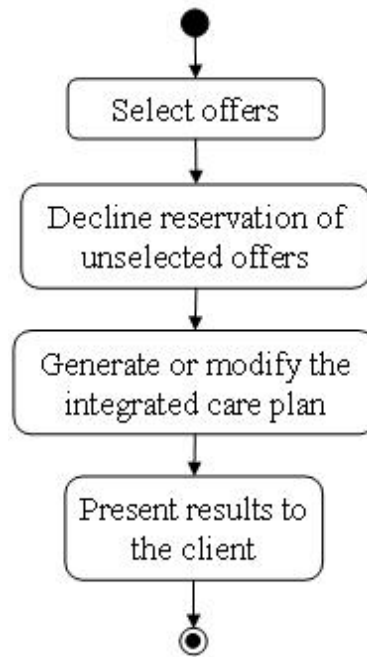 Select offers
Decline reservation of
unselected offers
Generate or modify the
integrated care plan
Present results to
the client